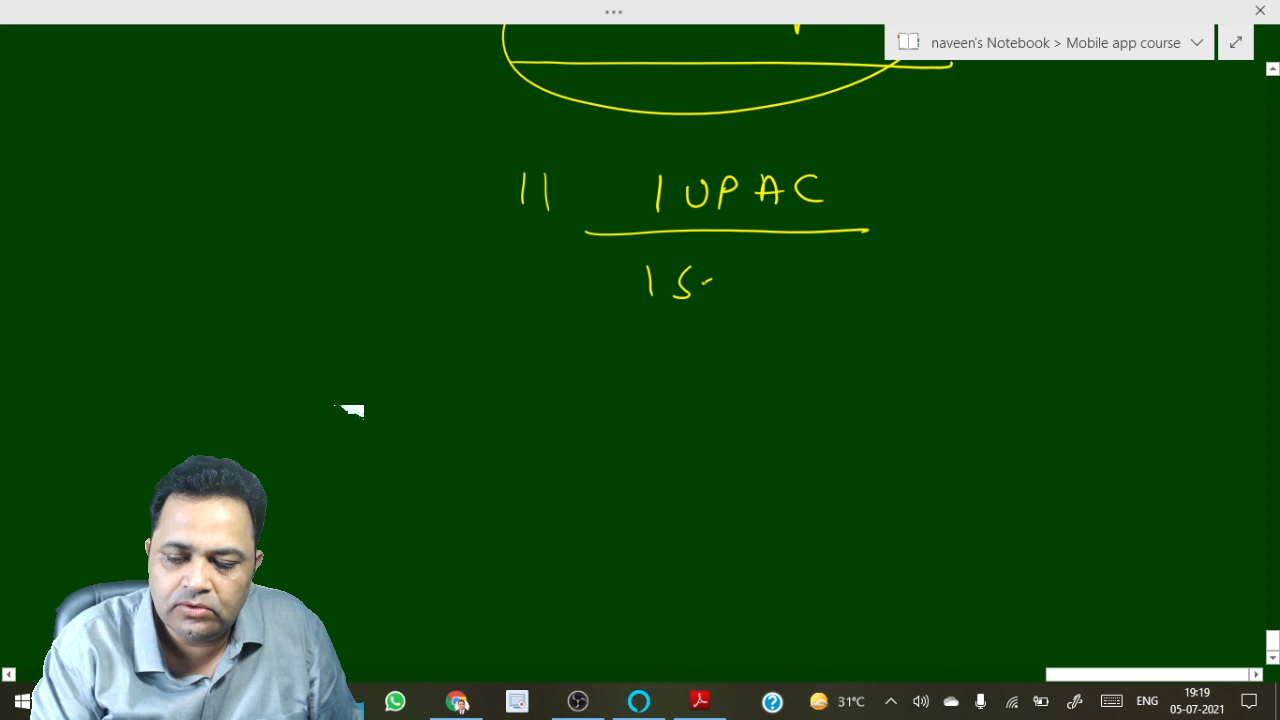 naveen's Notebook > Mobile app course
11 IUPAC
IS
31°C
ENG
19:19
05-07-2021